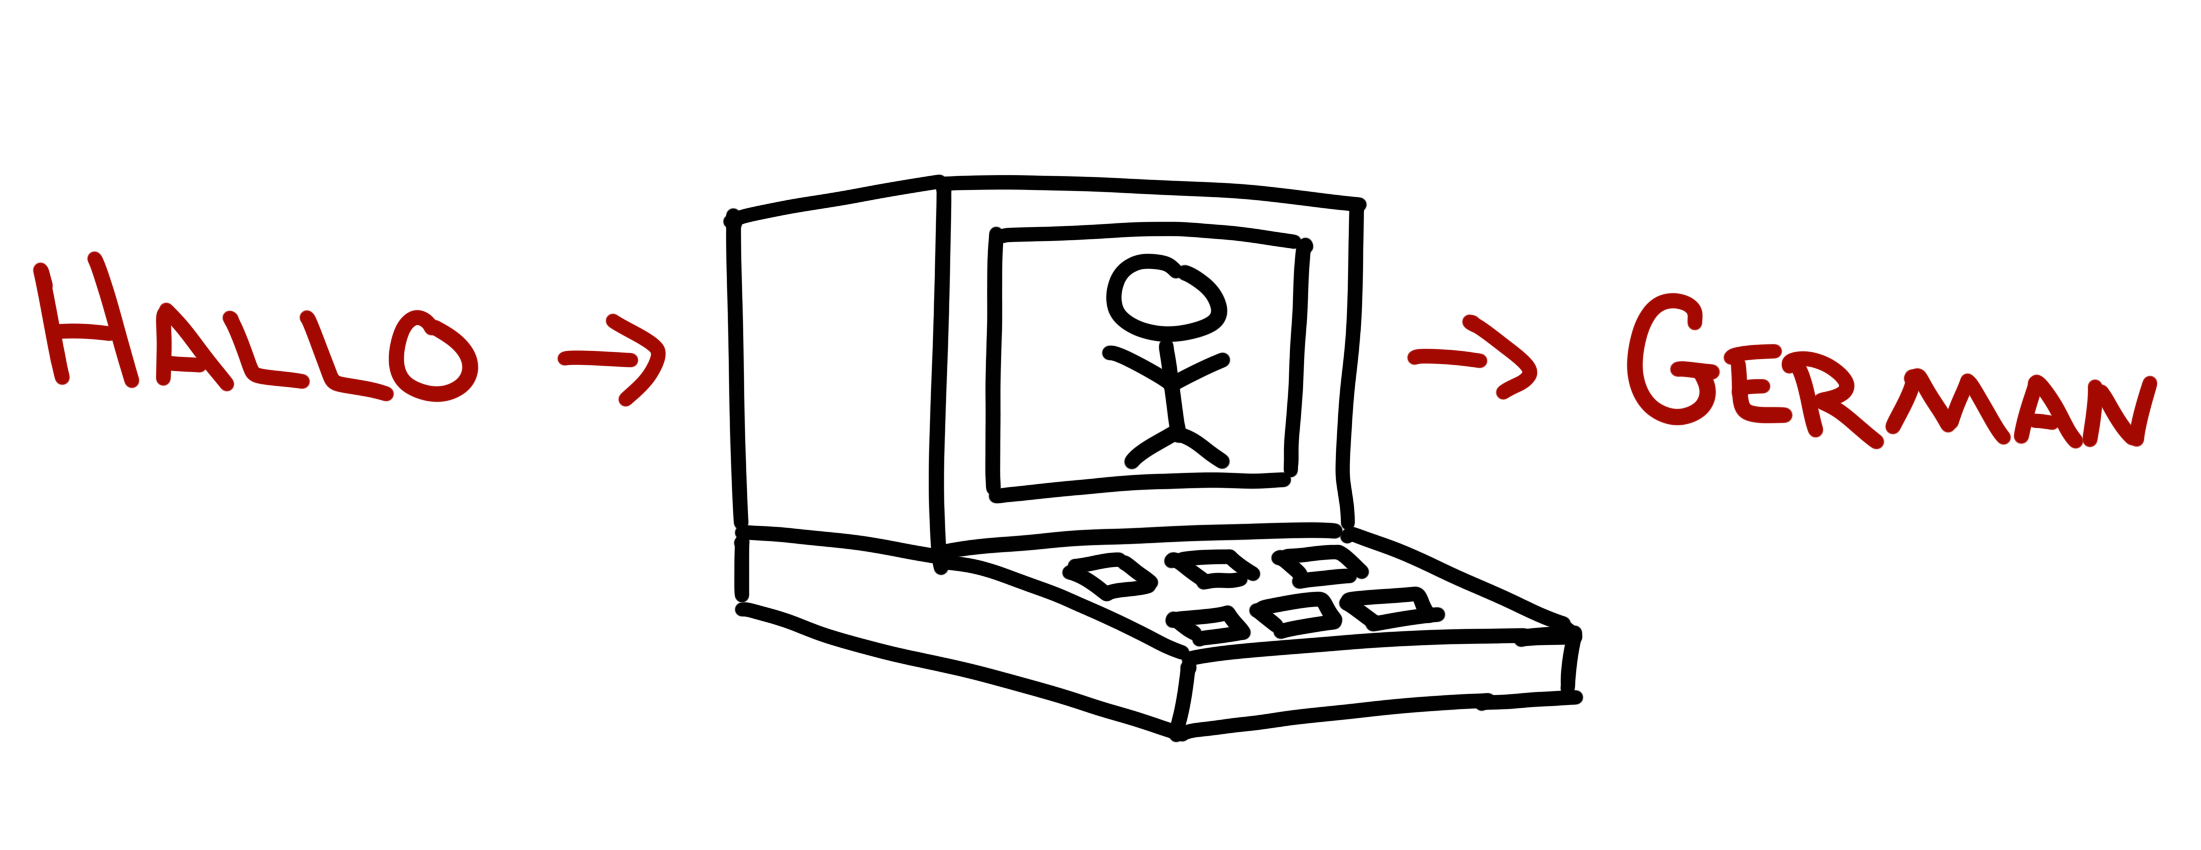 HALLO → → GERMAN